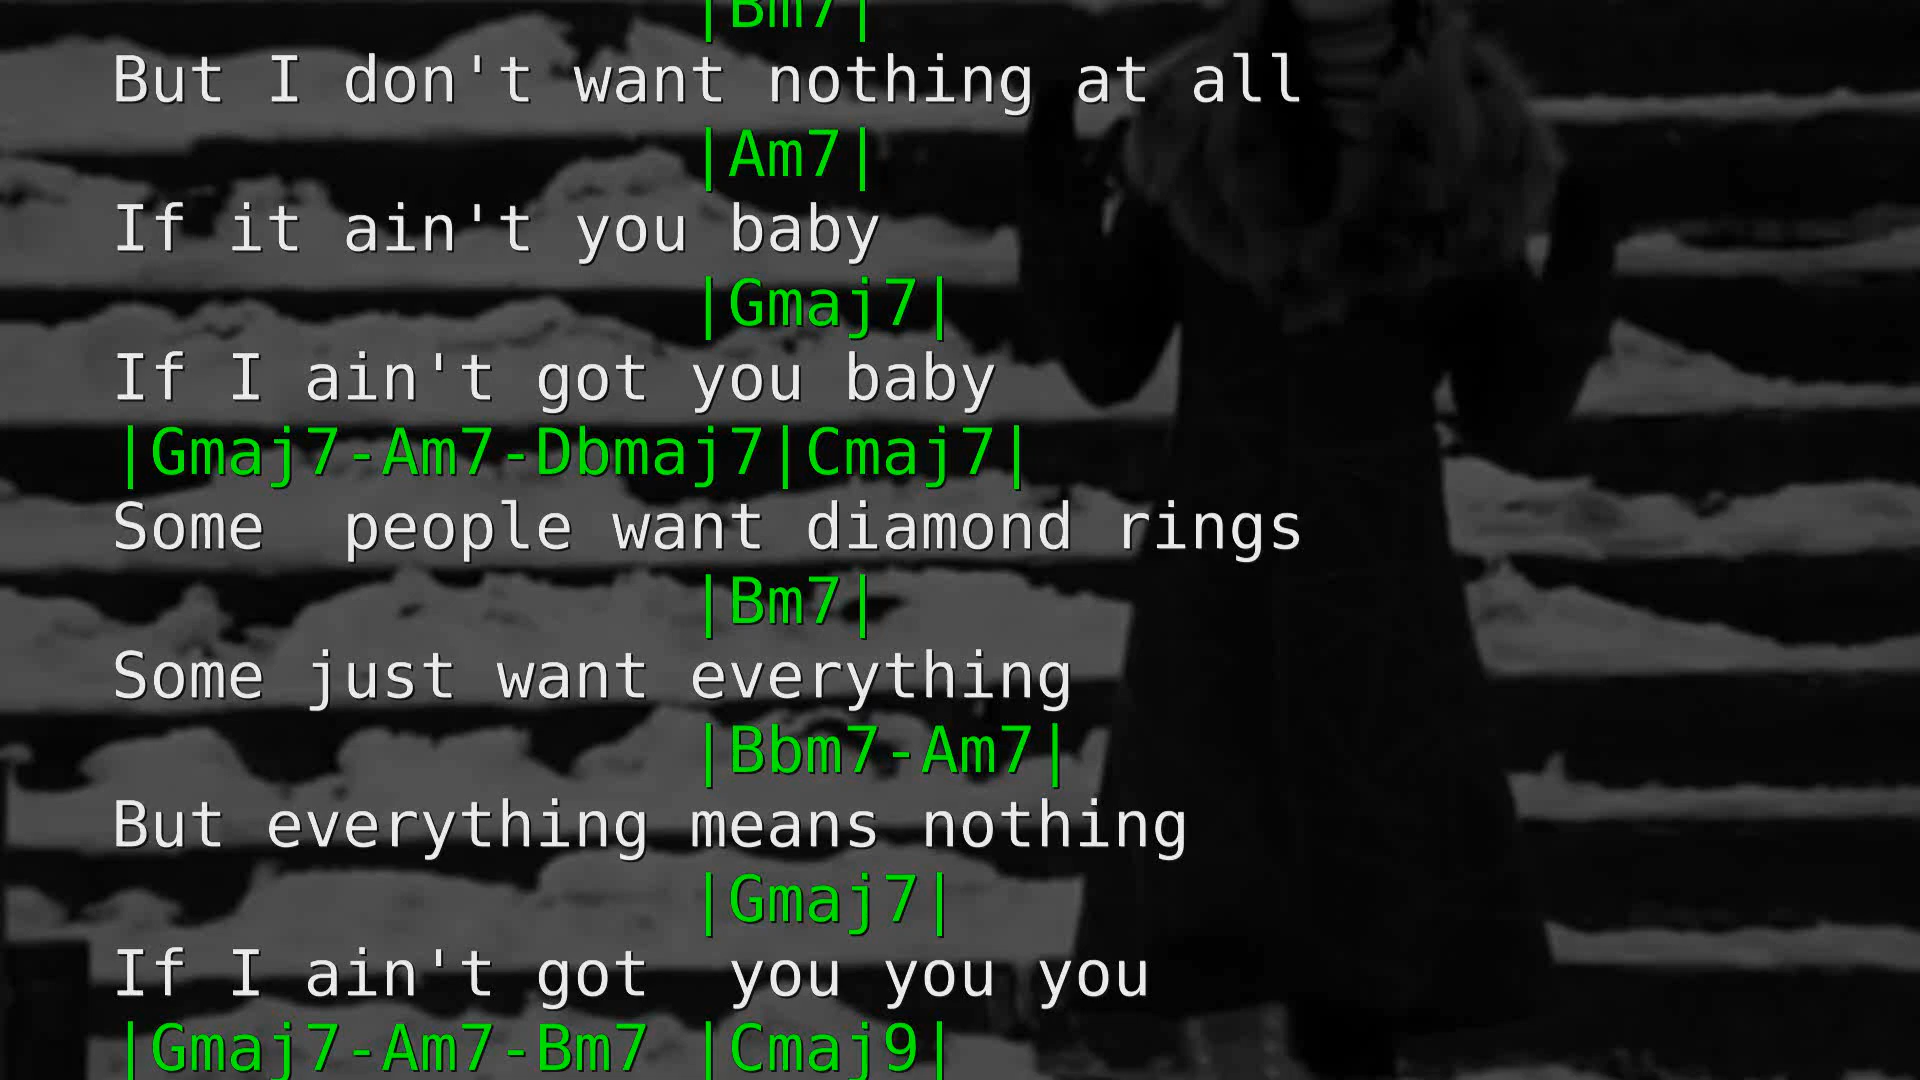 |Bm7|
But I don't want nothing at all
|Am7|
If it ain't you baby
|Gmaj7|
If I ain't got you baby
|Gmaj7-Am7-Dbmaj7|Cmaj7|
Some  people want diamond rings
|Bm7|
Some just want everything
|Bbm7-Am7|
But everything means nothing
|Gmaj7|
If I ain't got  you you you
|Gmaj7-Am7-Bm7 |Cmaj9|